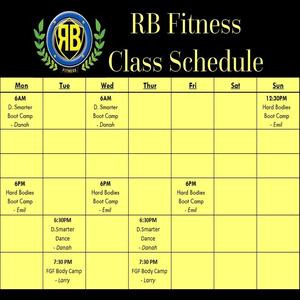 RB
FITNESS
RB Fitness
Class Schedule
Mon Tue Wed Thur Fri Sat Sun
6AM 6AM 12:30PM
D. Smarter D. Smarter Hard Bodies
Boot Camp Boot Camp Boot Camp
- Danah - Danah - Emil
6PM 6PM 6PM
Hard Bodies Hard Bodies Hard Bodies
Boot Camp Boot Camp Boot Camp
- Emil - Emil - Emil
6:30PM 6:30PM
D.Smarter D.Smarter
Dance Dance
- Danah - Danah
7:30 PM 7:30 PM
FGF Body Camp FGF Body Camp
- Larry - Larry